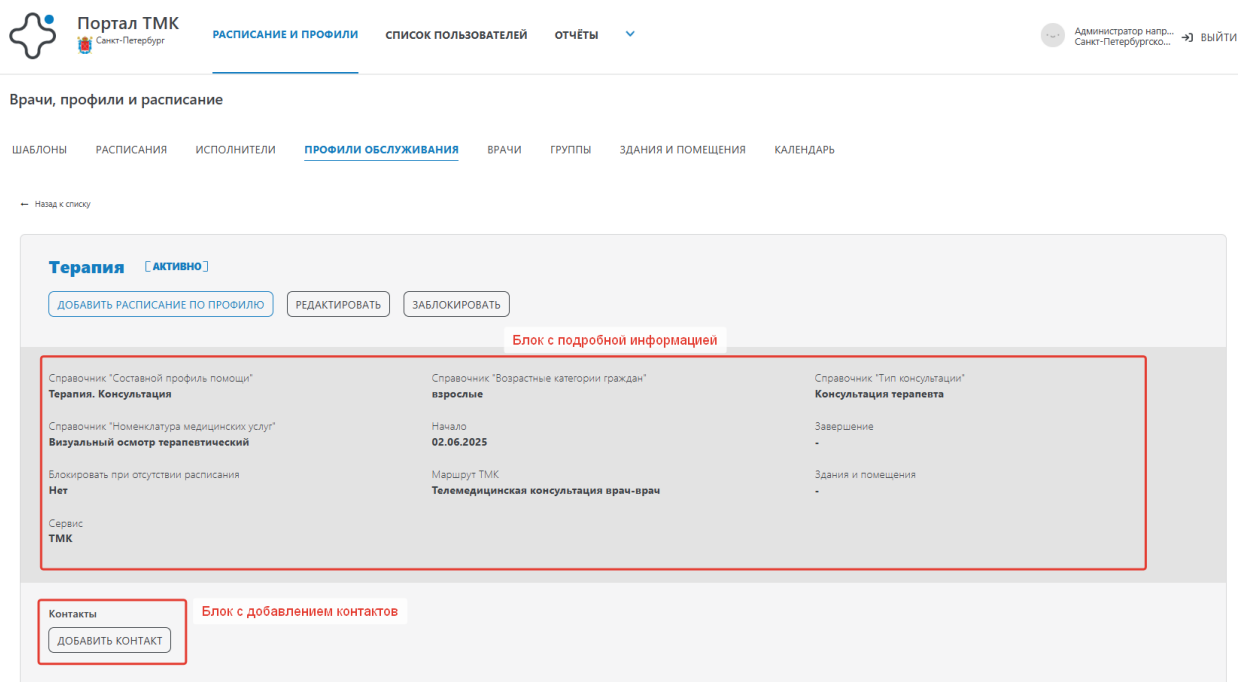 Портал ТМК
Санкт-Петербург
РАСПИСАНИЕ И ПРОФИЛИ СПИСОК ПОЛЬЗОВАТЕЛЕЙ ОТЧЁТЫ
Администратор напр...
Санкт-Петербургско...
ВЫЙТИ
Врачи, профили и расписание
ШАБЛОНЫ РАСПИСАНИЯ ИСПОЛНИТЕЛИ ПРОФИЛИ ОБСЛУЖИВАНИЯ ВРАЧИ ГРУППЫ ЗДАНИЯ И ПОМЕЩЕНИЯ КАЛЕНДАРЬ
← Назад к списку
Терапия [АКТИВНО]
ДОБАВИТЬ РАСПИСАНИЕ ПО ПРОФИЛЮ РЕДАКТИРОВАТЬ ЗАБЛОКИРОВАТЬ
Блок с подробной информацией
Справочник "Составной профиль помощи" Справочник "Возрастные категории граждан" Справочник "Тип консультации"
Терапия. Консультация взрослые Консультация терапевта
Справочник "Номенклатура медицинских услуг" Начало Завершение
Визуальный осмотр терапевтический 02.06.2025 -
Блокировать при отсутствии расписания Маршрут ТМК Здания и помещения
Нет Телемедицинская консультация врач-врач -
Сервис
ТМК
Контакты
Блок с добавлением контактов
ДОБАВИТЬ КОНТАКТ